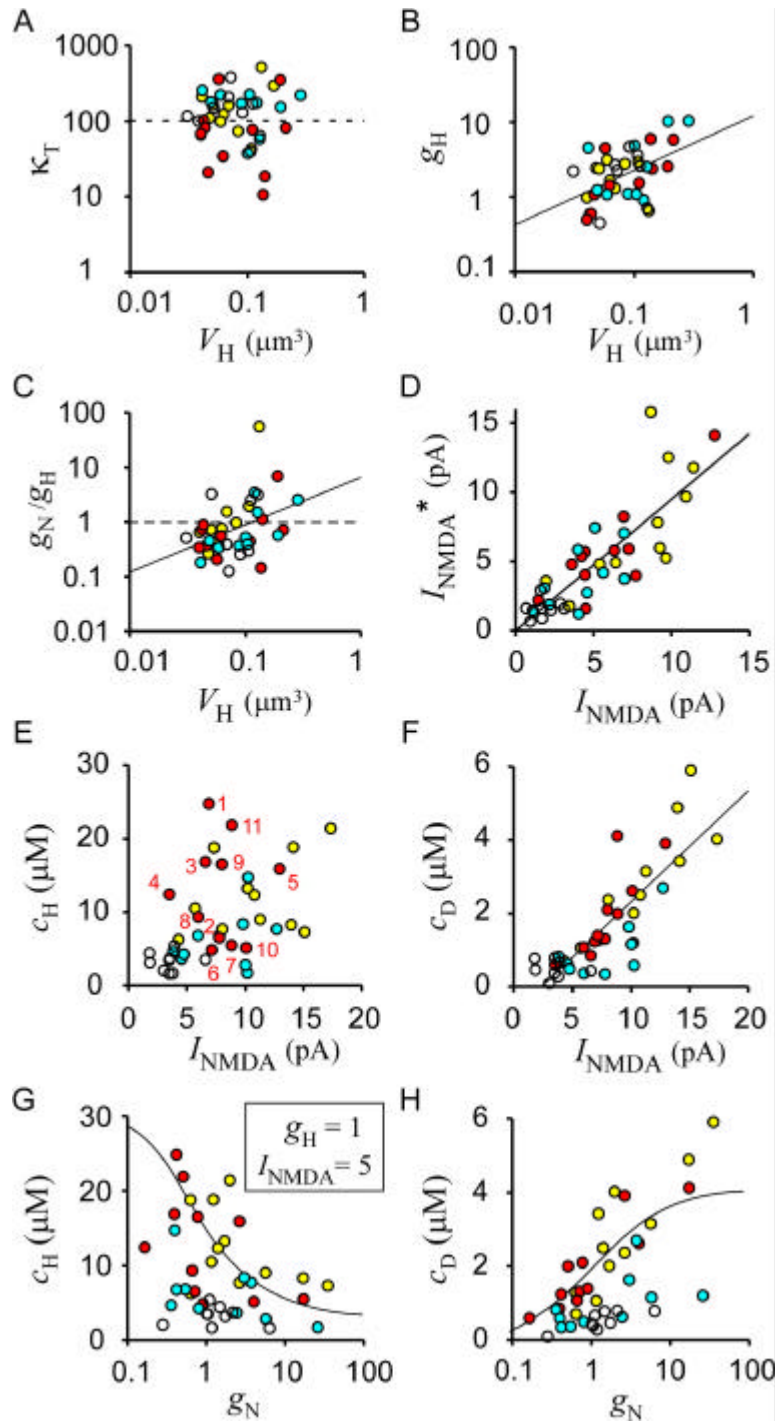 A
B
1000
100
10
1
κT
0.01
0.1
1
VH (μm³)
100
10
1
0.1
gH
0.01
0.1
1
VH (μm³)
C
D
100
10
1
0.1
0.01
gN/gH
0.01
0.1
1
VH (μm³)
15
10
5
0
INMDA* (pA)
0
5
10
15
INMDA (pA)
E
F
30
20
10
0
cH (μM)
1
11
3
9
5
4
8
2
7
10
6
0
5
10
15
20
INMDA (pA)
6
4
2
0
cD (μM)
0
5
10
15
20
INMDA (pA)
G
H
30
20
10
0
cH (μM)
gH = 1
INMDA = 5
0.1
1
10
100
gN
6
4
2
0
cD (μM)
0.1
1
10
100
gN